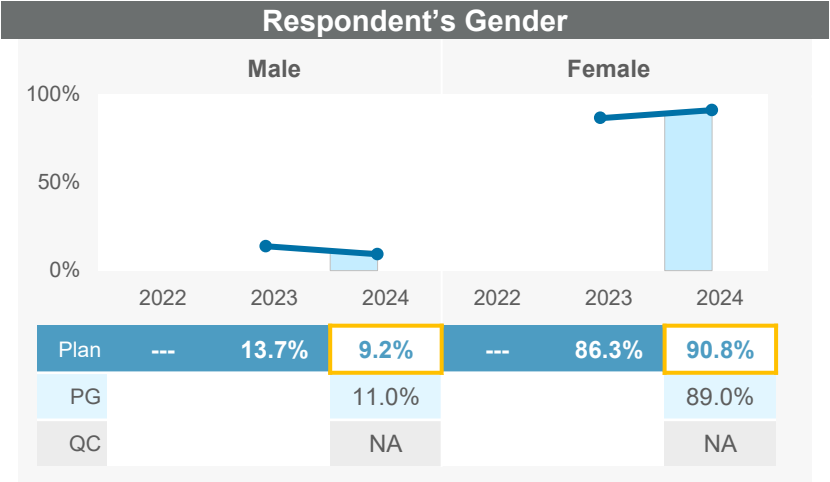 Respondent’s Gender
Male Female
100%
50%
0%
2022 2023 2024 2022 2023 2024
Plan --- 13.7% 9.2% --- 86.3% 90.8%
PG 11.0% 89.0%
QC NA NA